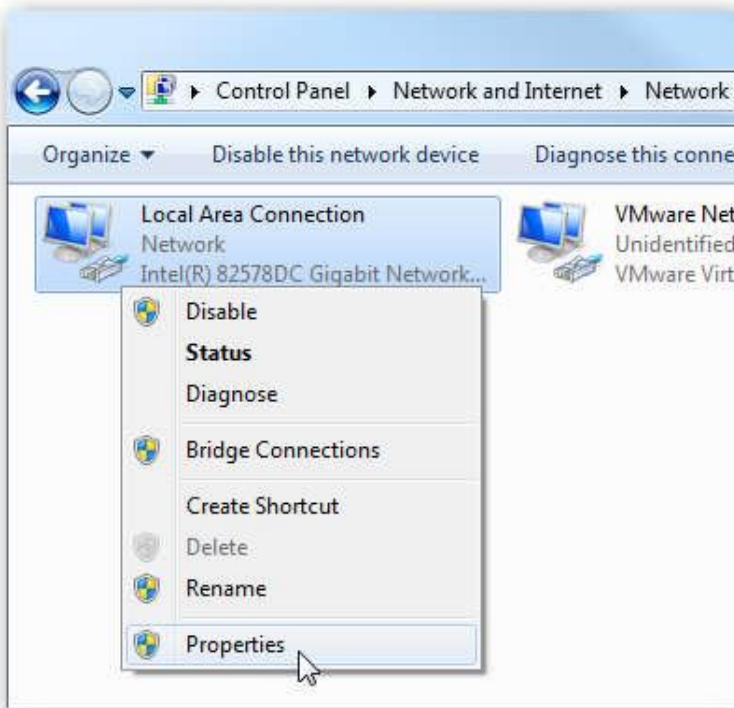 Control Panel Network and Internet Network
Organize Disable this network device Diagnose this conne
Local Area Connection
Network
Intel(R) 82578DC Gigabit Network...
VMware Net
Unidentified
VMware Virt
Disable
Status
Diagnose
Bridge Connections
Create Shortcut
Delete
Rename
Properties